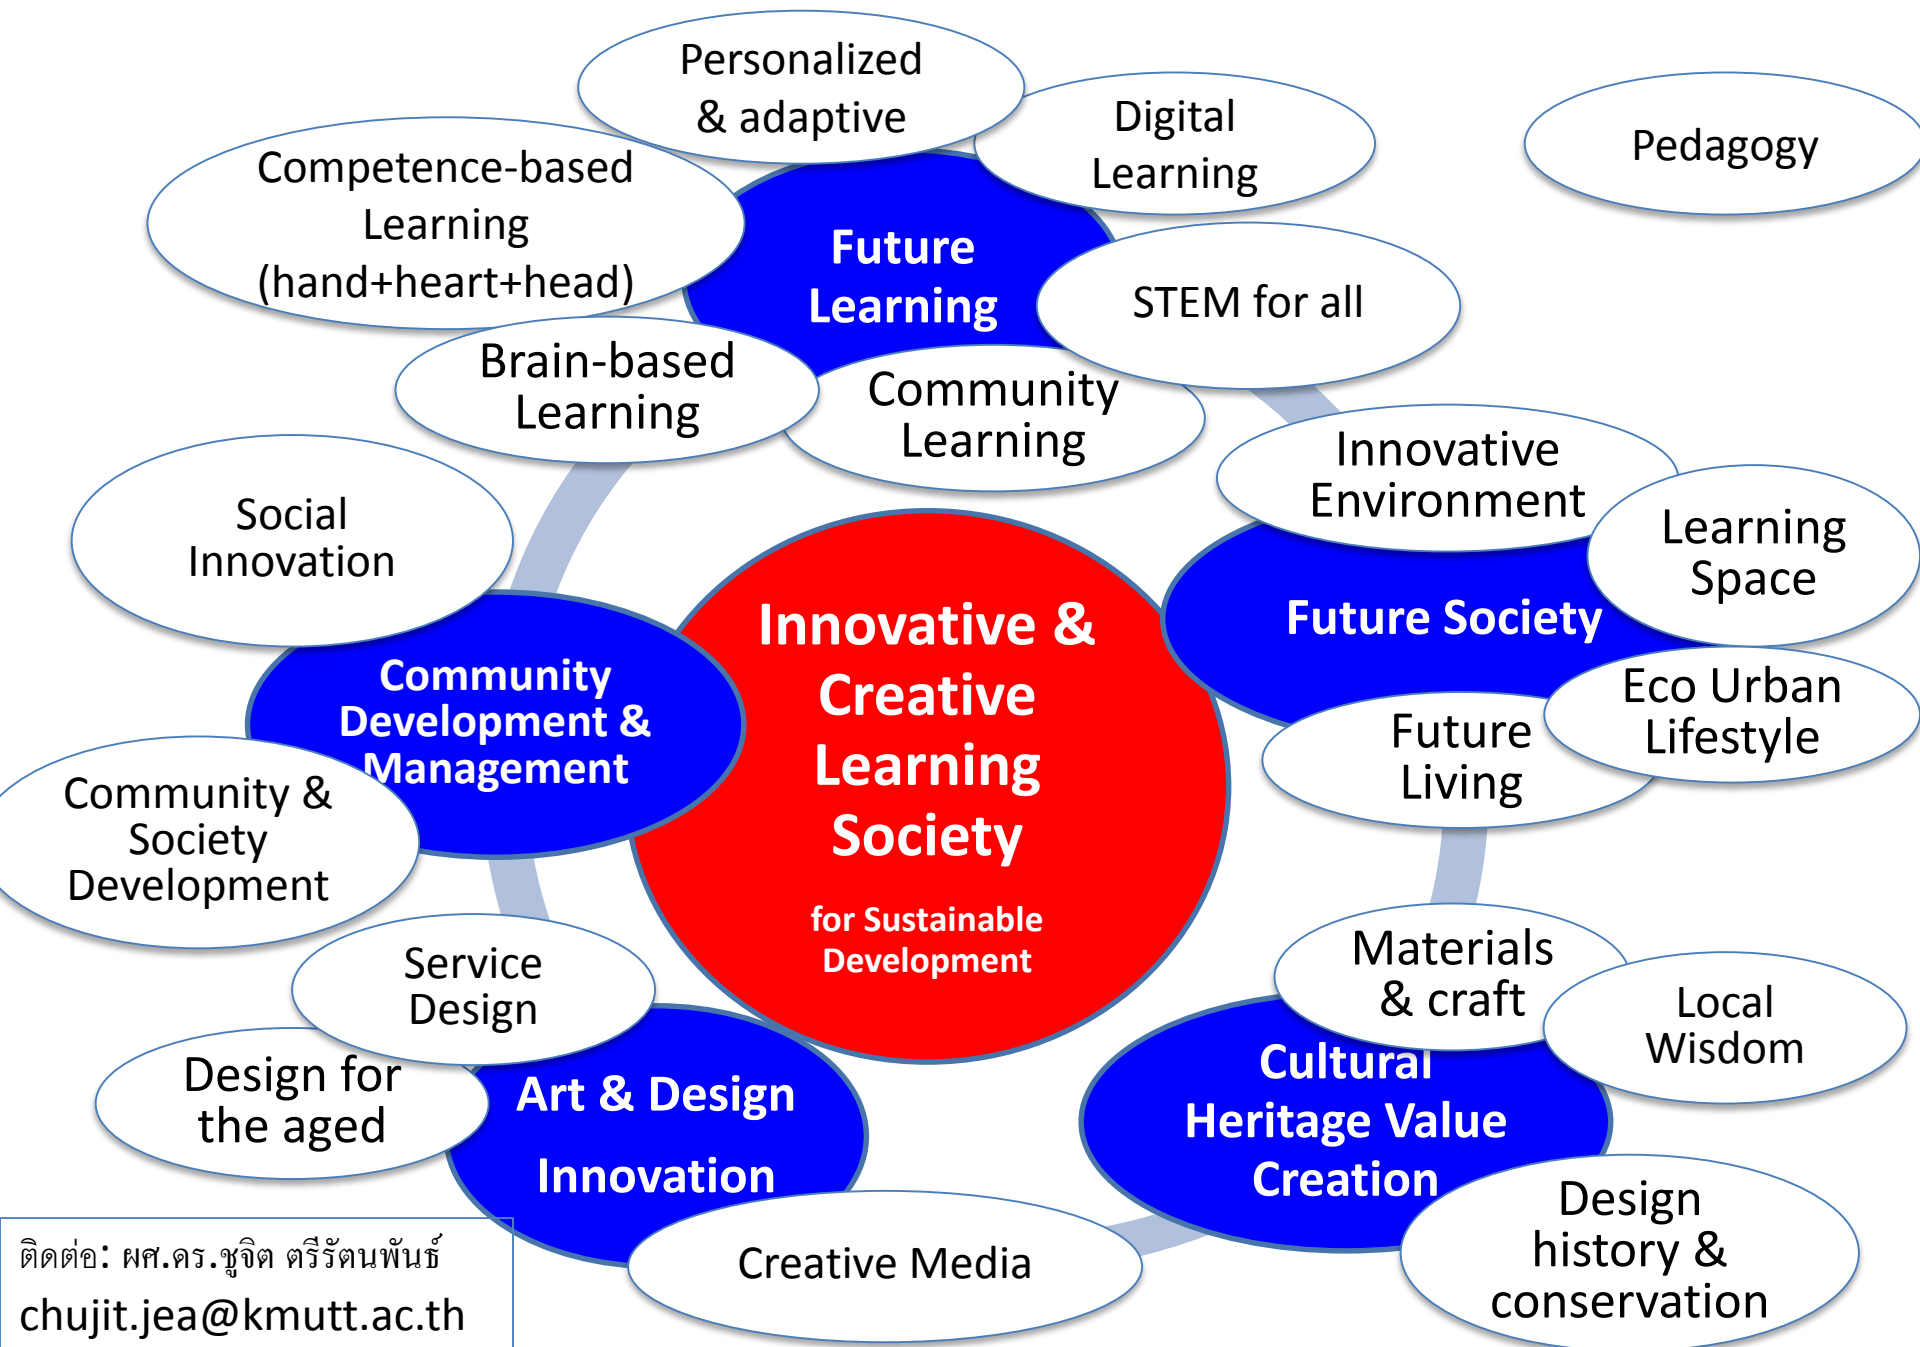 Personalized
& adaptive
Digital
Learning
Pedagogy
Competence-based
Learning
(hand+heart+head)
Future
Learning
STEM for all
Brain-based
Learning
Community
Learning
Innovative
Environment
Learning
Space
Social
Innovation
Future Society
Innovative &
Creative
Learning
Society
for Sustainable
Development
Community
Development &
Management
Eco Urban
Lifestyle
Future
Living
Community &
Society
Development
Service
Design
Materials
& craft
Local
Wisdom
Design for
the aged
Art & Design
Innovation
Cultural
Heritage Value
Creation
Creative Media
Design
history &
conservation
ติดต่อ: ผศ.ดร.ชูจิต ตรีรัตนพันธ์
chujit.jea@kmutt.ac.th